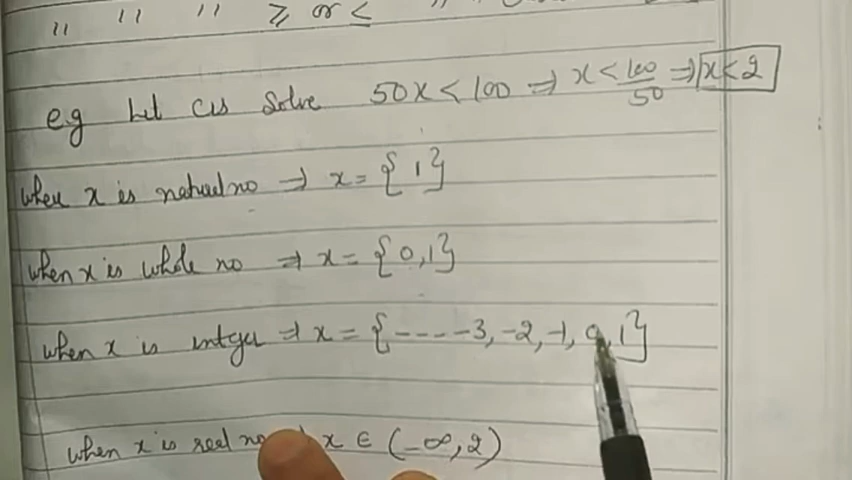 " " " ≥ or ≤ "
eg Let us Solve 50x < 100 ⇒ x < 100/50 ⇒ x < 2
when x is natural no ⇒ x = { 1 }
when x is whole no ⇒ x = { 0, 1 }
when x is integer ⇒ x = { ---- -3, -2, -1, 0, 1 }
when x is real no ⇒ x ∈ (-∞, 2)